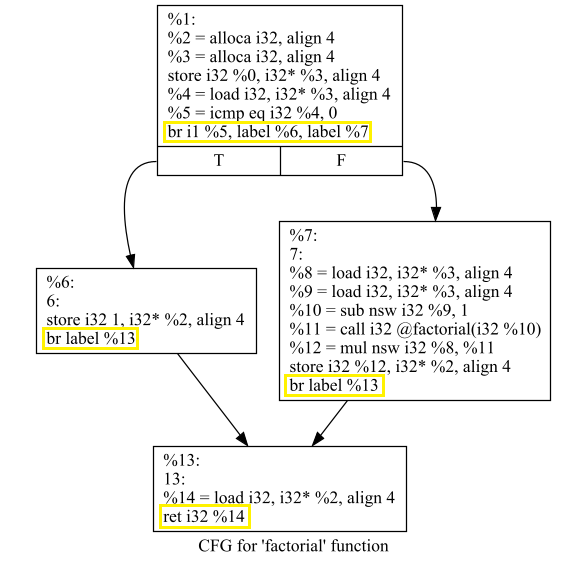 %1:
%2 = alloca i32, align 4
%3 = alloca i32, align 4
store i32 %0, i32* %3, align 4
%4 = load i32, i32* %3, align 4
%5 = icmp eq i32 %4, 0
br i1 %5, label %6, label %7
T F
%6:
6:
store i32 1, i32* %2, align 4
br label %13
%7:
7:
%8 = load i32, i32* %3, align 4
%9 = load i32, i32* %3, align 4
%10 = sub nsw i32 %9, 1
%11 = call i32 @factorial(i32 %10)
%12 = mul nsw i32 %8, %11
store i32 %12, i32* %2, align 4
br label %13
%13:
13:
%14 = load i32, i32* %2, align 4
ret i32 %14
CFG for 'factorial' function